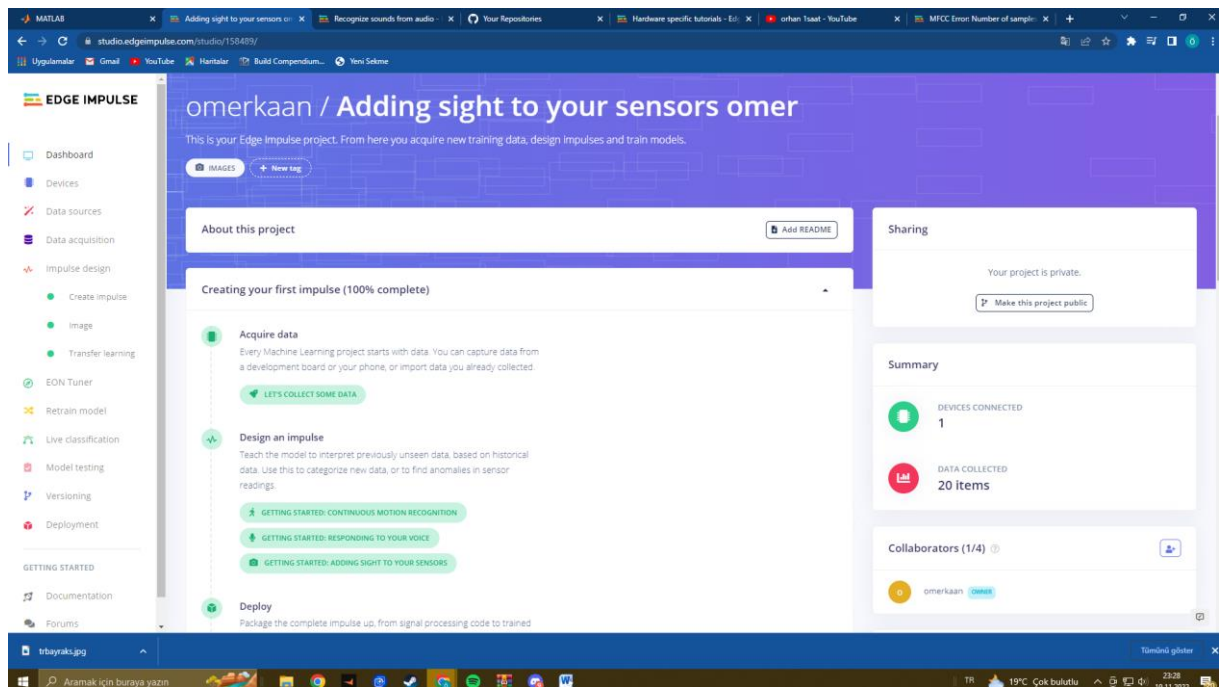 MATLAB
Adding sight to your sensors on
Recognize sounds from audio -
Your Repositories
Hardware specific tutorials - Edg
orhan 1saat - YouTube
MFCC Error: Number of sample
studio.edgeimpulse.com/studio/158489/
Uygulamalar
Gmail
YouTube
Haritalar
Build Compendium...
Yeni Sekme
EDGE IMPULSE
Dashboard
Devices
Data sources
Data acquisition
Impulse design
Create impulse
Image
Transfer learning
EON Tuner
Retrain model
Live classification
Model testing
Versioning
Deployment
GETTING STARTED
Documentation
Forums
omerkaan / Adding sight to your sensors omer
This is your Edge Impulse project. From here you acquire new training data, design impulses and train models.
IMAGES
+ New tag
About this project
Add README
Creating your first impulse (100% complete)
Acquire data
Every Machine Learning project starts with data. You can capture data from
a development board or your phone, or import data you already collected.
LET'S COLLECT SOME DATA
Design an impulse
Teach the model to interpret previously unseen data, based on historical
data. Use this to categorize new data, or to find anomalies in sensor
readings.
GETTING STARTED: CONTINUOUS MOTION RECOGNITION
GETTING STARTED: RESPONDING TO YOUR VOICE
GETTING STARTED: ADDING SIGHT TO YOUR SENSORS
Deploy
Package the complete impulse up, from signal processing code to trained
Sharing
Your project is private.
Make this project public
Summary
DEVICES CONNECTED
1
DATA COLLECTED
20 items
Collaborators (1/4)
omerkaan OWNER
trbayraks.jpg
Tümünü göster
Aramak için buraya yazın
TR
19°C Çok bulutlu
23:28